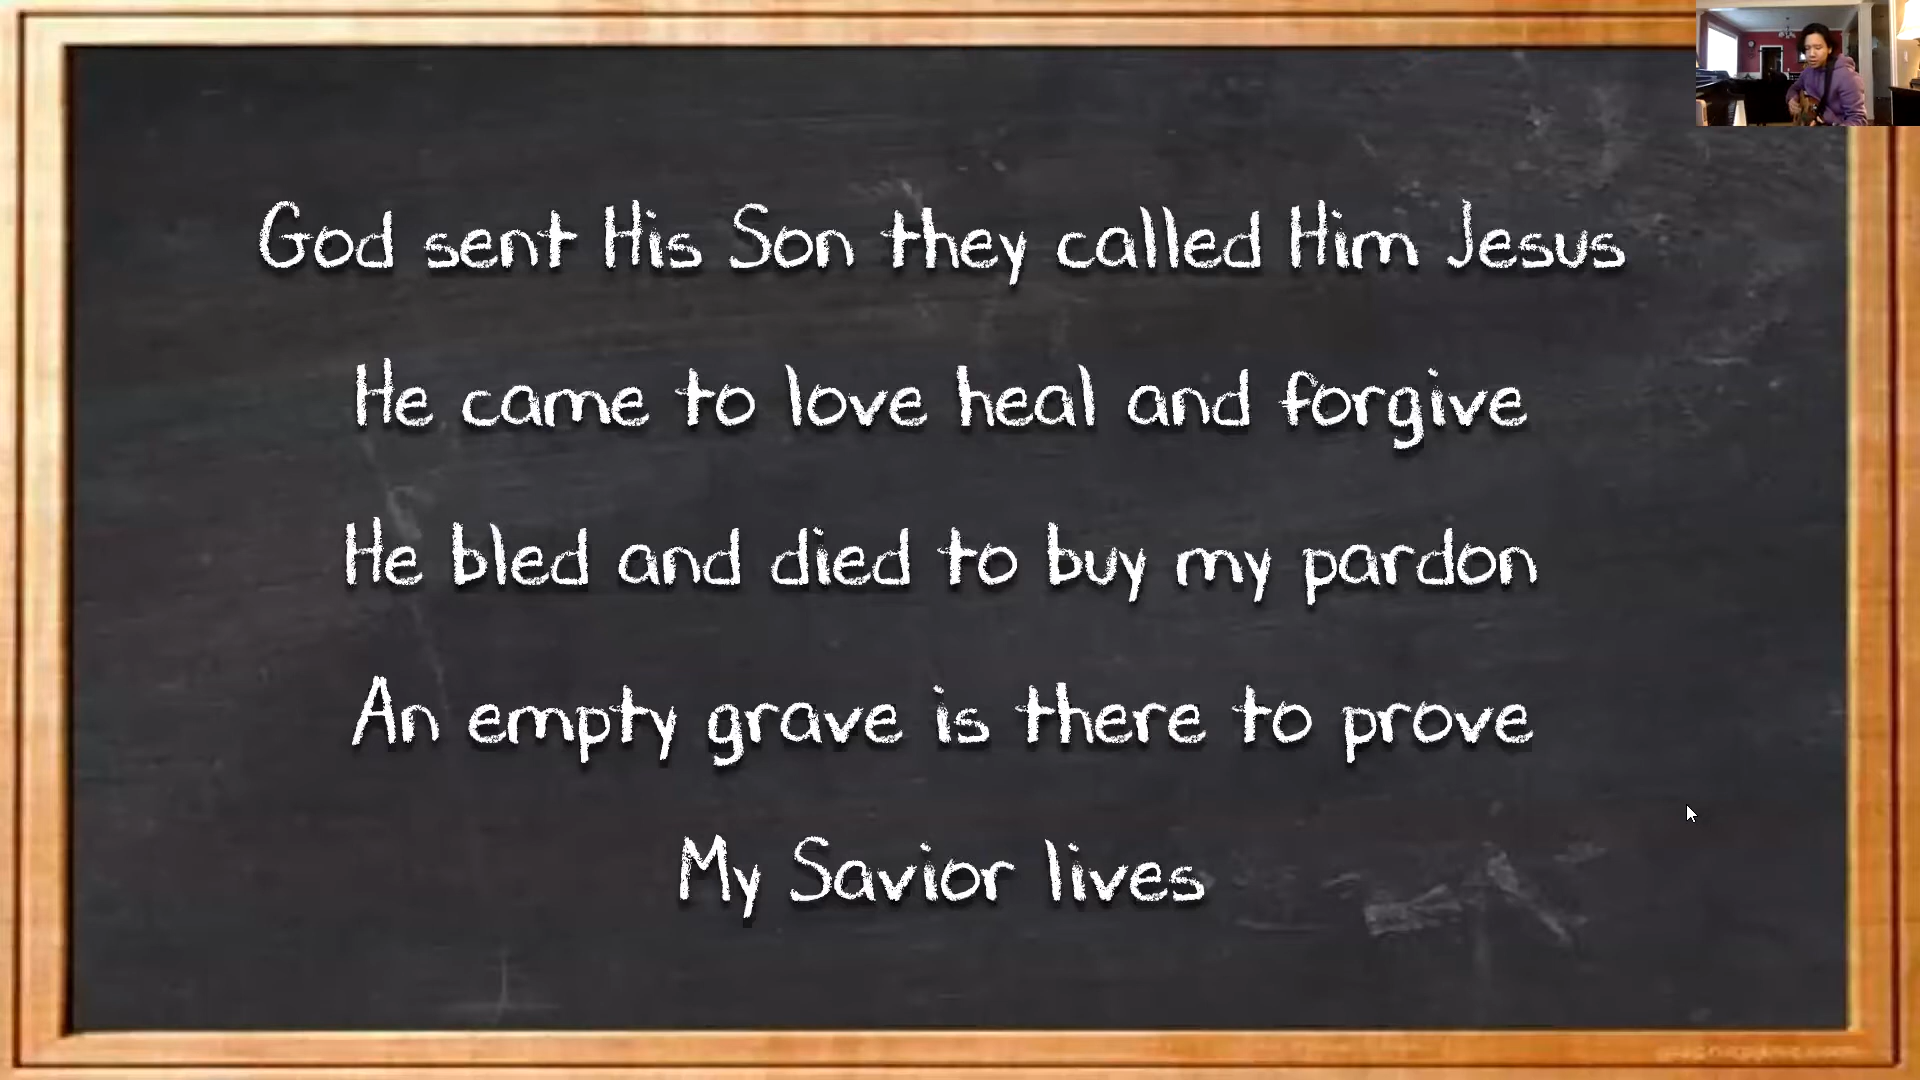 God sent His Son they called Him Jesus
He came to love heal and forgive
He bled and died to buy my pardon
An empty grave is there to prove
My Savior lives